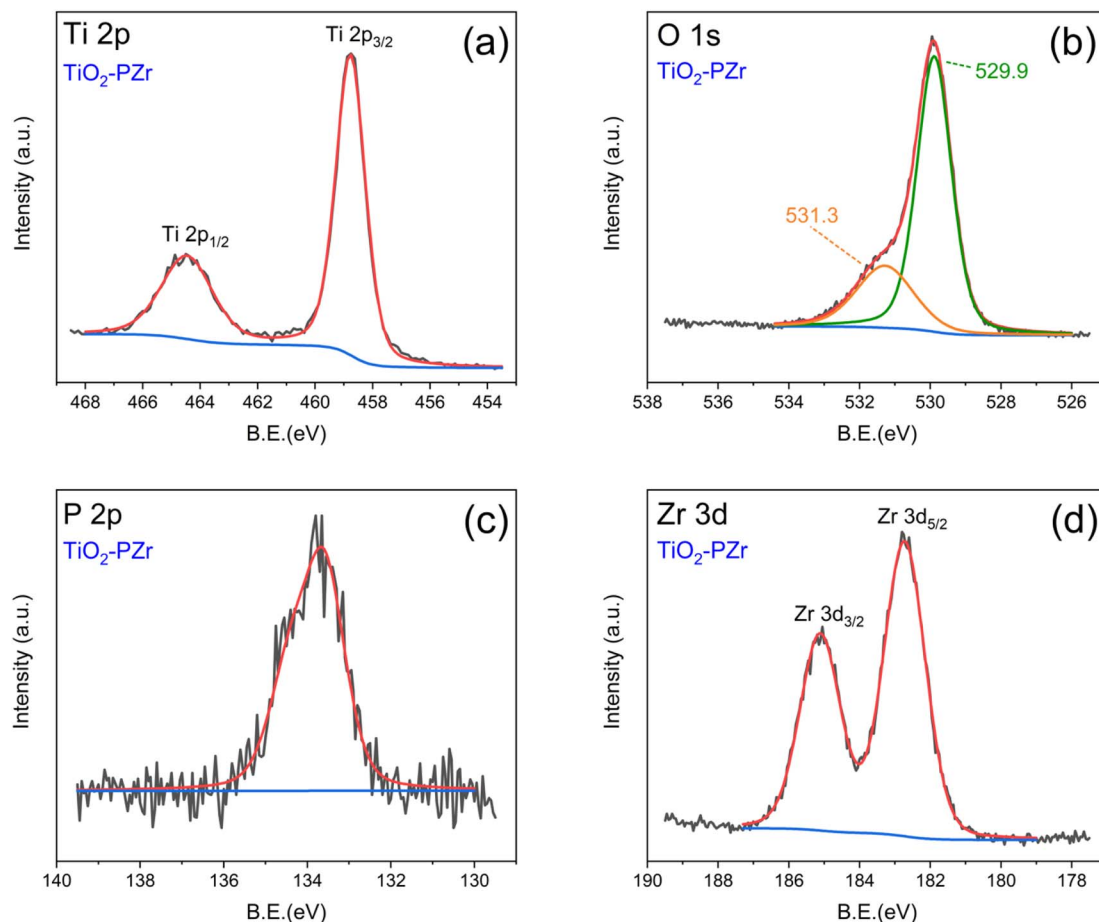 Ti 2p
TiO₂-PZr
Ti 2p₃/₂
(a)
Ti 2p₁/₂
Intensity (a.u.)
468 466 464 462 460 458 456 454
B.E.(eV)
O 1s
TiO₂-PZr
(b)
529.9
531.3
Intensity (a.u.)
538 536 534 532 530 528 526
B.E.(eV)
P 2p
TiO₂-PZr
(c)
Intensity (a.u.)
140 138 136 134 132 130
B.E.(eV)
Zr 3d
TiO₂-PZr
Zr 3d₅/₂
(d)
Zr 3d₃/₂
Intensity (a.u.)
190 188 186 184 182 180 178
B.E.(eV)